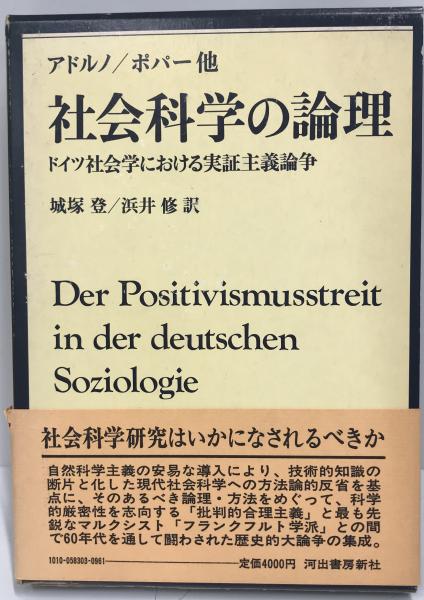 アドルノ/ポパー他
社会科学の論理
ドイツ社会学における実証主義論争
城塚 登/浜井 修 訳
Der Positivismusstreit
in der deutschen
Soziologie
社会科学研究はいかになされるべきか
自然科学主義の安易な導入により、技術的知識の
断片と化した現代社会科学への方法論的反省を基
点に、そのあるべき論理・方法をめぐって、科学
的厳密性を志向する「批判的合理主義」と最も先
鋭なマルクシスト「フランクフルト学派」との間
で60年代を通して闘わされた歴史的大論争の集成。
1010-058303-0961 定価4000円 河出書房新社